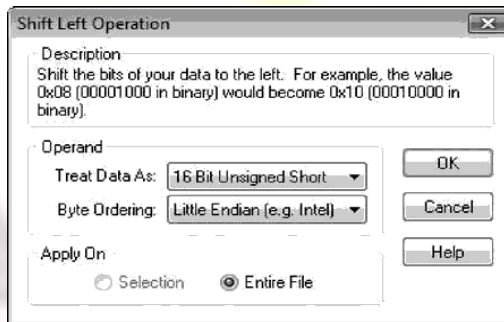 Shift Left Operation
Description
Shift the bits of your data to the left. For example, the value
0x08 (00001000 in binary) would become 0x10 (00010000 in
binary).
Operand
Treat Data As: 16 Bit Unsigned Short
Byte Ordering: Little Endian (e.g. Intel)
Apply On
Selection Entire File
OK
Cancel
Help